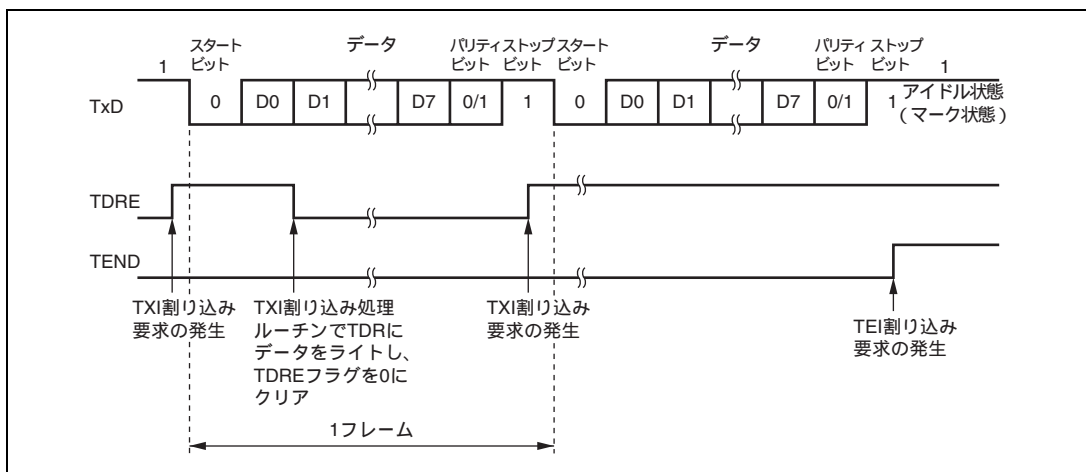 スタート
ビット
データ
パリティ
ビット
ストップ
ビット
スタート
ビット
データ
パリティ
ビット
ストップ
ビット
1
1
TxD
0
D0
D1
D7
0/1
1
0
D0
D1
D7
0/1
1
アイドル状態
(マーク状態)
TDRE
TEND
TXI割り込み
要求の発生
TXI割り込み処理
ルーチンでTDRに
データをライトし、
TDREフラグを0に
クリア
TXI割り込み
要求の発生
TEI割り込み
要求の発生
1フレーム